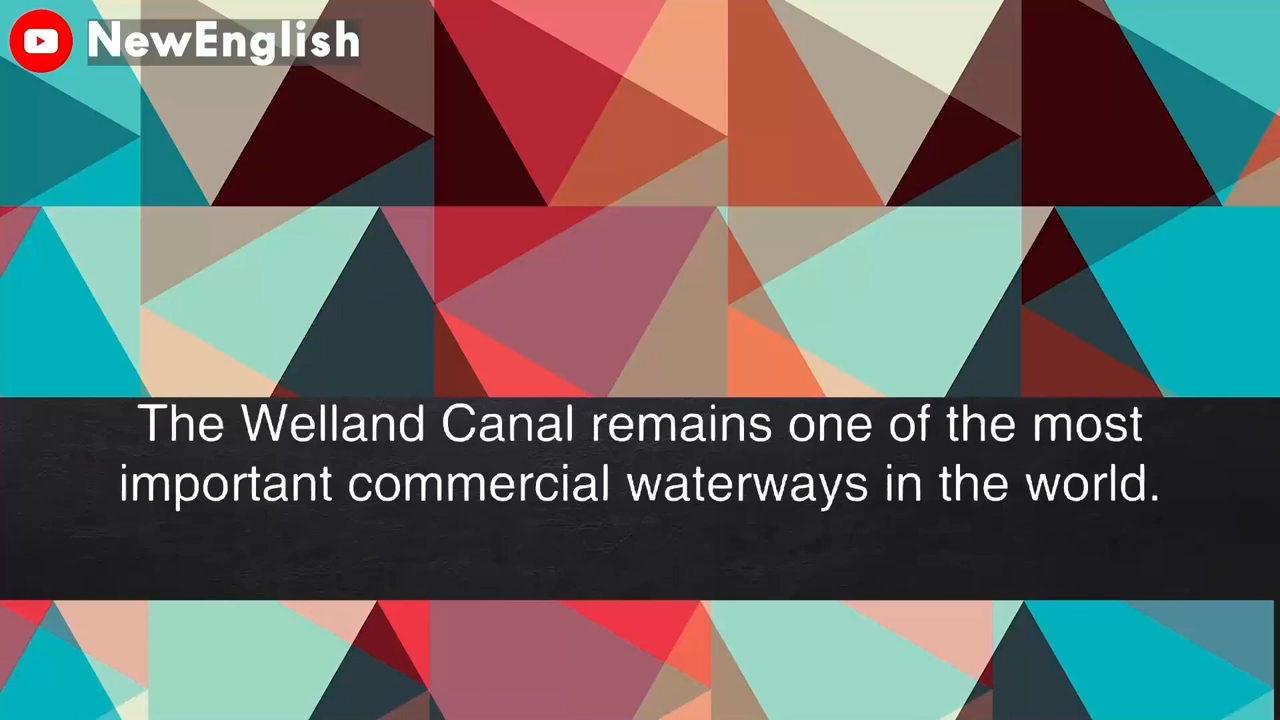 NewEnglish
The Welland Canal remains one of the most
important commercial waterways in the world.